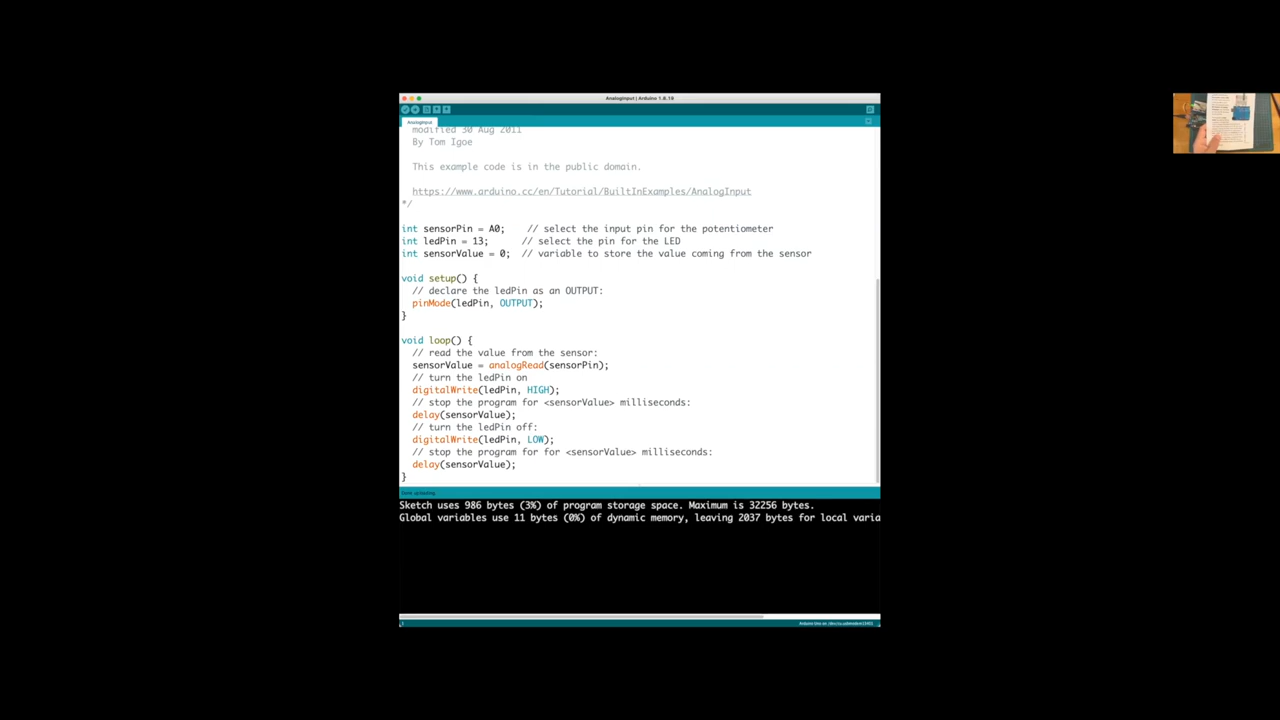 AnalogInput | Arduino 1.8.19
AnalogInput
modified 30 Aug 2011
By Tom Igoe
This example code is in the public domain.
https://www.arduino.cc/en/Tutorial/BuiltInExamples/AnalogInput
*/
int sensorPin = A0;    // select the input pin for the potentiometer
int ledPin = 13;      // select the pin for the LED
int sensorValue = 0;  // variable to store the value coming from the sensor
void setup() {
  // declare the ledPin as an OUTPUT:
  pinMode(ledPin, OUTPUT);
}
void loop() {
  // read the value from the sensor:
  sensorValue = analogRead(sensorPin);
  // turn the ledPin on
  digitalWrite(ledPin, HIGH);
  // stop the program for <sensorValue> milliseconds:
  delay(sensorValue);
  // turn the ledPin off:
  digitalWrite(ledPin, LOW);
  // stop the program for for <sensorValue> milliseconds:
  delay(sensorValue);
}
Done uploading.
Sketch uses 986 bytes (3%) of program storage space. Maximum is 32256 bytes.
Global variables use 11 bytes (0%) of dynamic memory, leaving 2037 bytes for local varia
Arduino Uno on